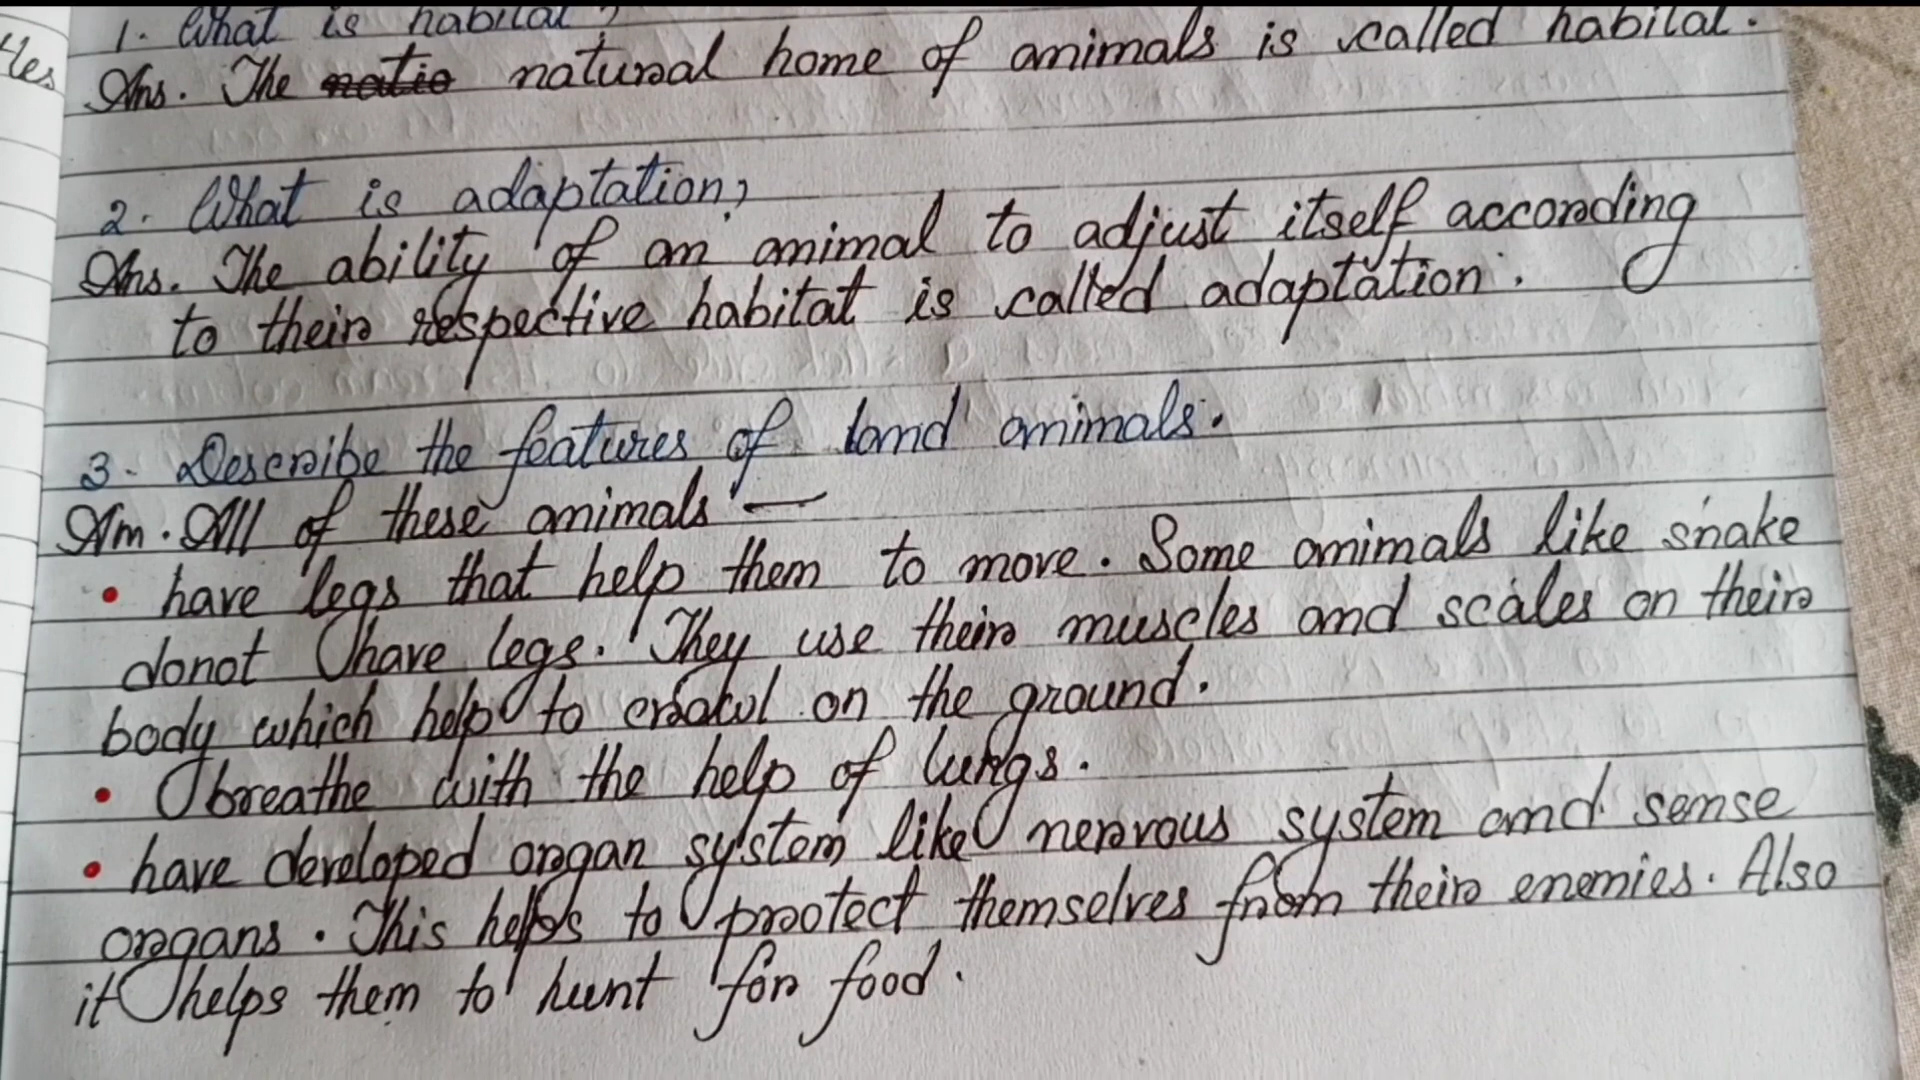 1. What is habitat?
Ans. The natio natural home of animals is called habitat.
2. What is adaptation?
Ans. The ability of an animal to adjust itself according
to their respective habitat is called adaptation.
3. Describe the features of land animals.
Ans. All of these animals —
• have legs that help them to move. Some animals like snake
donot have legs. They use their muscles and scales on their
body which help to crawl on the ground.
• breathe with the help of lungs.
• have developed organ system like nervous system and sense
organs. This helps to protect themselves from their enemies. Also
it helps them to hunt for food.